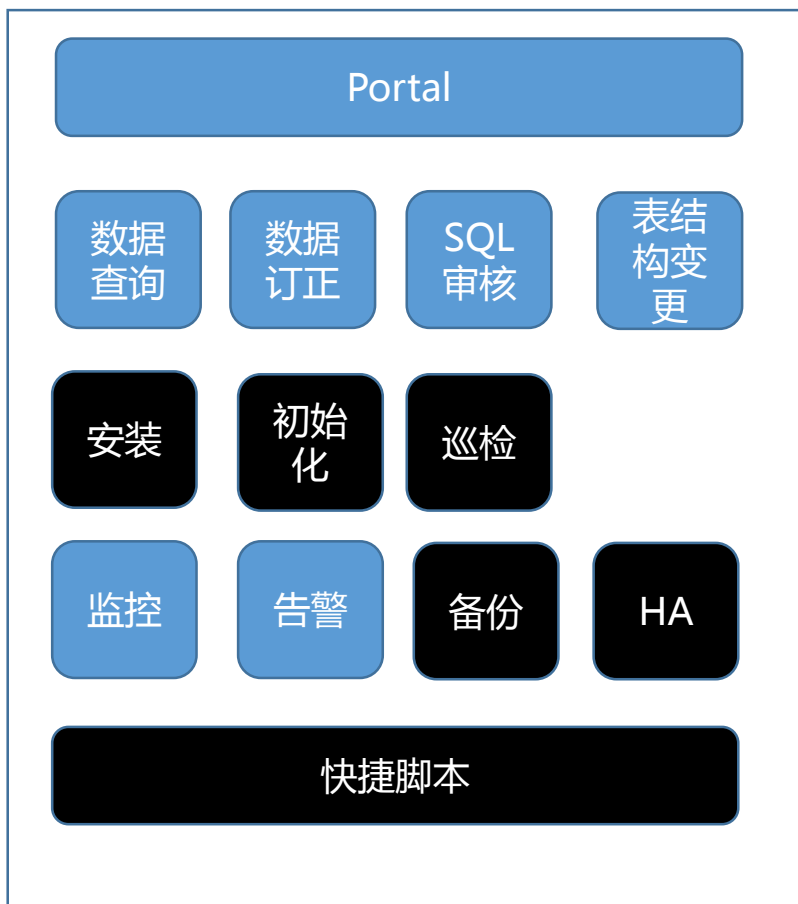 Portal
数据
查询
数据
订正
SQL
审核
表结
构变
更
安装
初始
化
巡检
监控
告警
备份
HA
快捷脚本